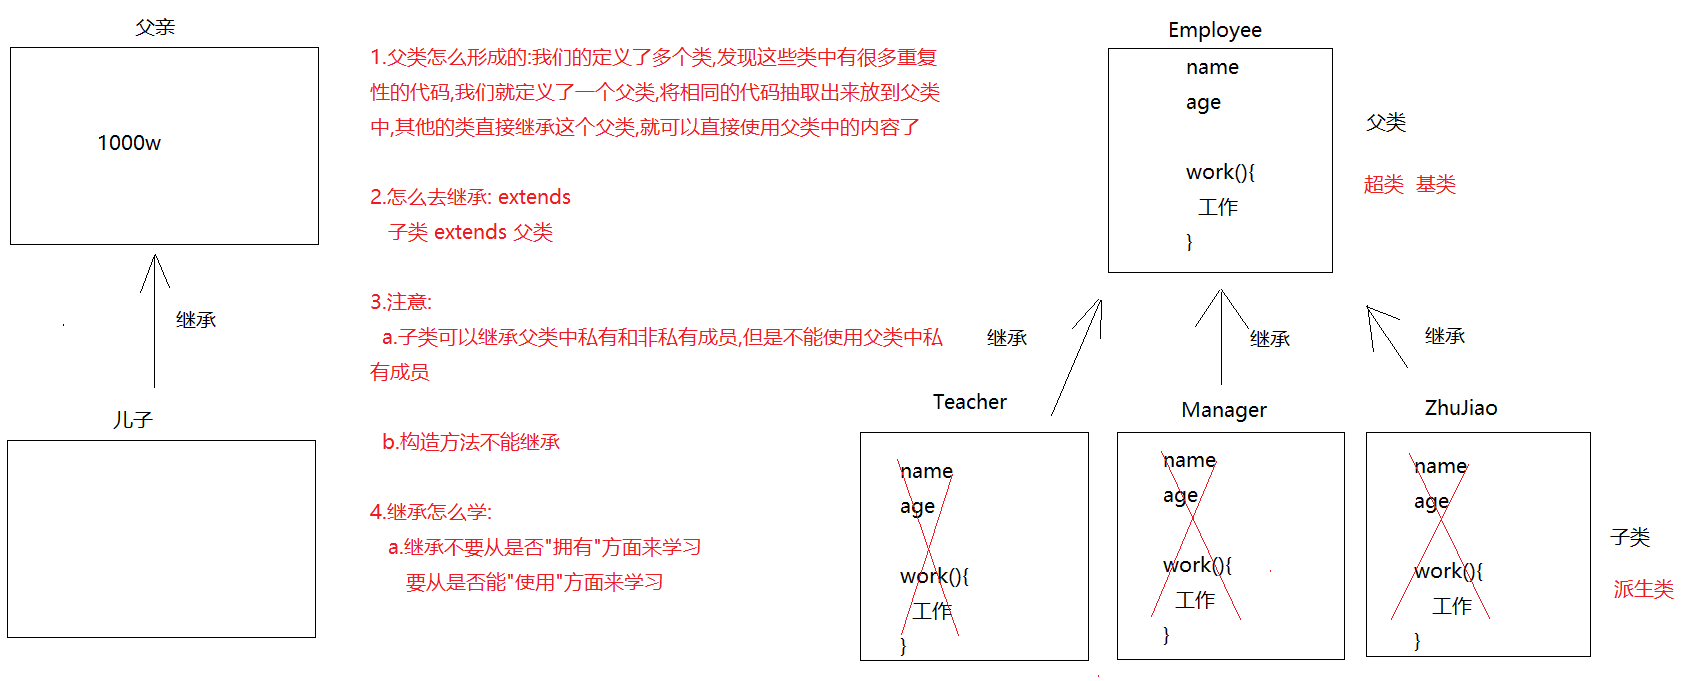 父亲
1000w
继承
儿子
1.父类怎么形成的:我们的定义了多个类,发现这些类中有很多重复
性的代码,我们就定义了一个父类,将相同的代码抽取出来放到父类
中,其他的类直接继承这个父类,就可以直接使用父类中的内容了
2.怎么去继承: extends
子类 extends 父类
3.注意:
a.子类可以继承父类中私有和非私有成员,但是不能使用父类中私
有成员
b.构造方法不能继承
4.继承怎么学:
a.继承不要从是否"拥有"方面来学习
要从是否能"使用"方面来学习
Employee
name
age
work(){
工作
}
父类
超类 基类
继承
继承
继承
Teacher
name
age
work(){
工作
}
Manager
name
age
work(){
工作
}
ZhuJiao
name
age
work(){
工作
}
子类
派生类